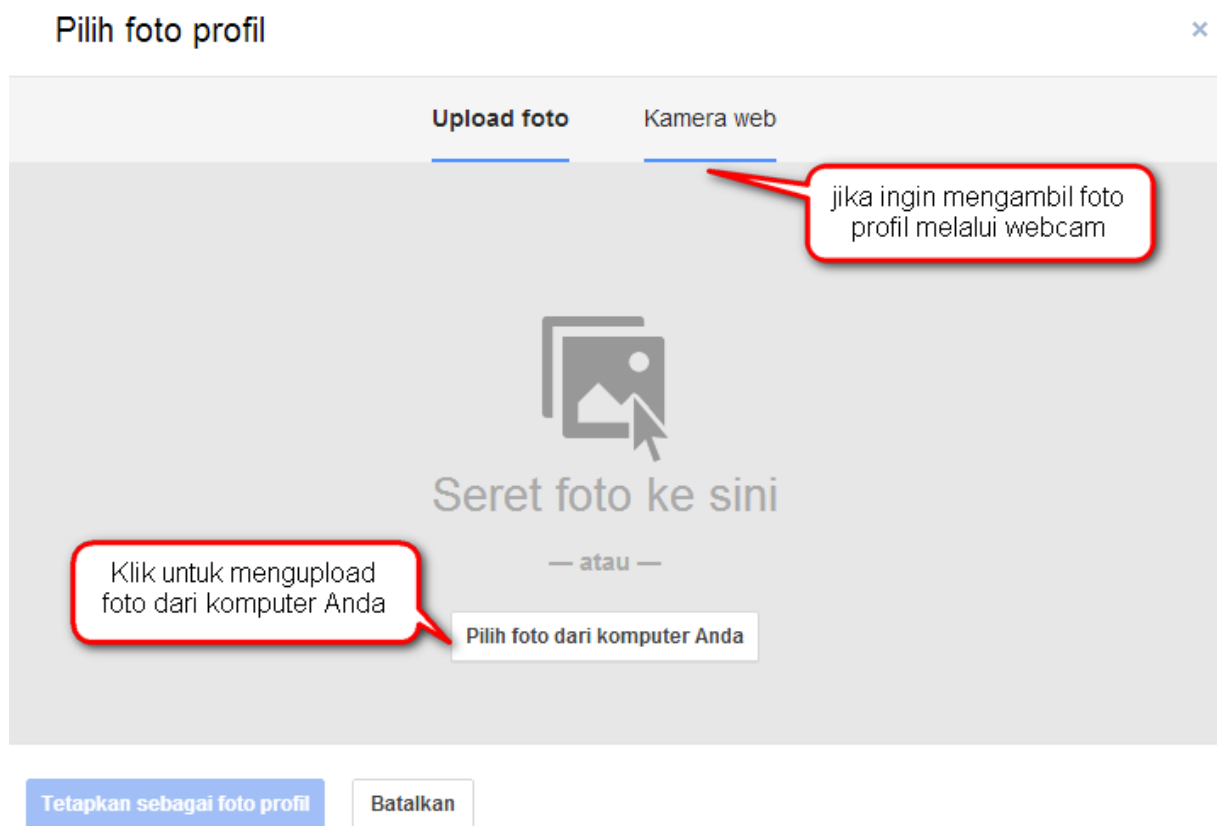 Pilih foto profil
×
Upload foto
Kamera web
jika ingin mengambil foto
profil melalui webcam
Seret foto ke sini
— atau —
Klik untuk mengupload
foto dari komputer Anda
Pilih foto dari komputer Anda
Tetapkan sebagai foto profil
Batalkan